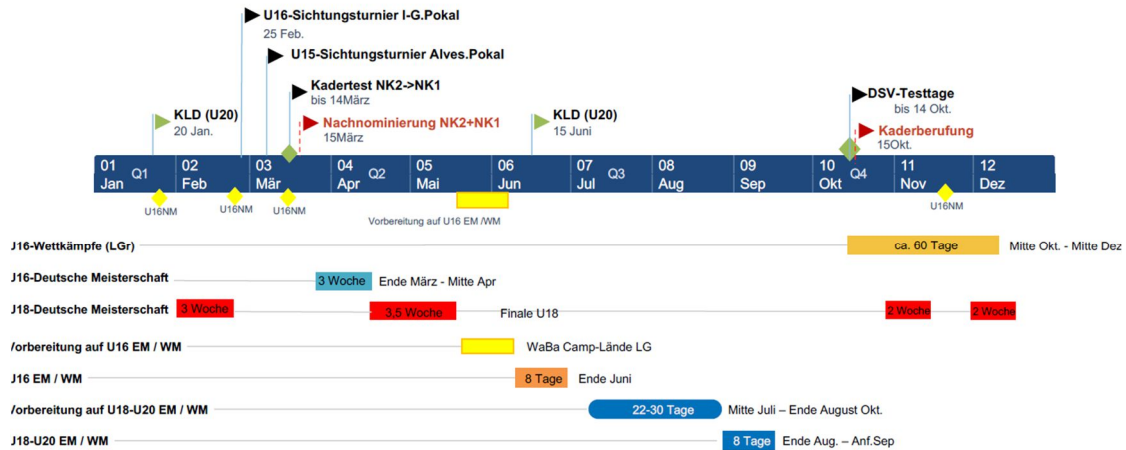 U16-Sichtungsturnier I-G.Pokal
25 Feb.
U15-Sichtungsturnier Alves.Pokal
Kadertest NK2->NK1
bis 14März
DSV-Testtage
bis 14 Okt.
KLD (U20)
20 Jan.
Nachnominierung NK2+NK1
15März
KLD (U20)
15 Juni
Kaderberufung
15Okt.
01 Jan
Q1
02 Feb
03 Mär
04 Apr
Q2
05 Mai
06 Jun
07 Jul
Q3
08 Aug
09 Sep
10 Okt
Q4
11 Nov
12 Dez
U16NM
U16NM
U16NM
Vorbereitung auf U16 EM /WM
U16NM
J16-Wettkämpfe (LGr)
ca. 60 Tage
Mitte Okt. - Mitte Dez
J16-Deutsche Meisterschaft
3 Woche
Ende März - Mitte Apr
J18-Deutsche Meisterschaft
3 Woche
3,5 Woche
Finale U18
2 Woche
2 Woche
Vorbereitung auf U16 EM / WM
WaBa Camp-Lände LG
J16 EM / WM
8 Tage
Ende Juni
Vorbereitung auf U18-U20 EM / WM
22-30 Tage
Mitte Juli – Ende August Okt.
J18-U20 EM / WM
8 Tage
Ende Aug. – Anf.Sep